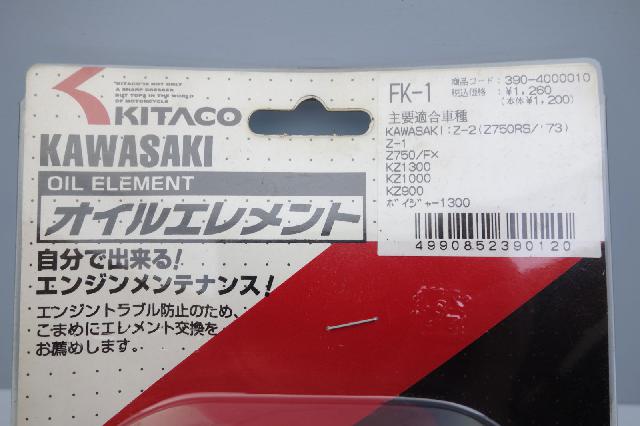 "KITACO" IS NOT ONLY
A SHARP DRESSER
BUT TOPS IN THE WORLD
OF MOTORCYCLE
KITACO
KAWASAKI
OIL ELEMENT
オイルエレメント
自分で出来る!
エンジンメンテナンス!
エンジントラブル防止のため、
こまめにエレメント交換を
お薦めします。
FK-1
商品コード: 390-4000010
税込価格: ¥1,260
(本体¥1,200)
主要適合車種
KAWASAKI:Z-2(Z750RS/'73)
Z-1
Z750/FX
KZ1300
KZ1000
KZ900
ボイジャー1300
4990852390120